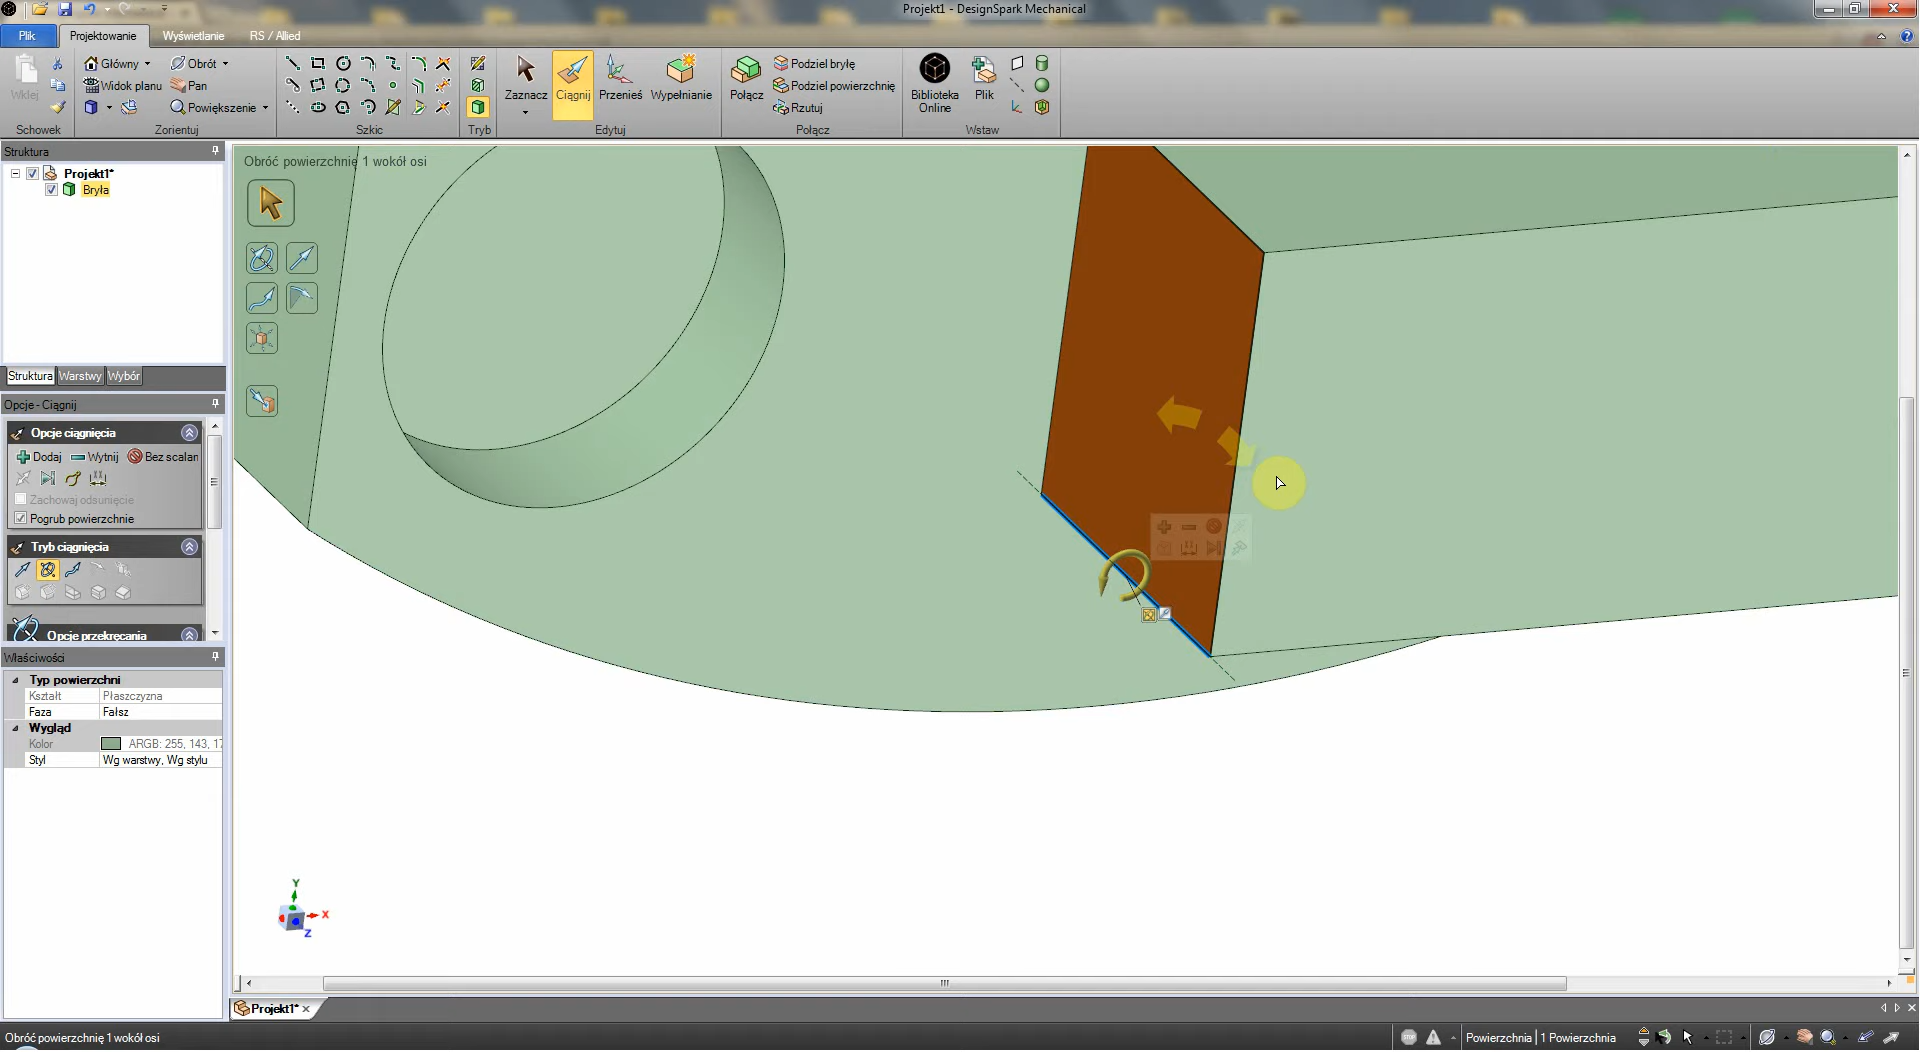 Projekt1 - DesignSpark Mechanical
Plik
Projektowanie
Wyświetlanie
RS / Allied
Wklej
Schowek
Główny
Widok planu
Obrót
Pan
Powiększenie
Zorientuj
Szkic
Tryb
Zaznacz
Ciągnij
Przenieś
Wypełnianie
Edytuj
Połącz
Podziel bryłę
Podziel powierzchnię
Rzutuj
Połącz
Biblioteka
Online
Plik
Wstaw
Struktura
Projekt1*
Bryła
Struktura
Warstwy
Wybór
Opcje - Ciągnij
Opcje ciągnięcia
Dodaj
Wytnij
Bez scalan
Zachowaj odsunięcie
Pogrub powierzchnie
Tryb ciągnięcia
Opcje przekręcania
Właściwości
Typ powierzchni
Kształt Płaszczyzna
Faza Fałsz
Wygląd
Kolor ARGB: 255, 143, 17
Styl Wg warstwy, Wg stylu
Obróć powierzchnię 1 wokół osi
Y
X
Z
Projekt1*
Obróć powierzchnię 1 wokół osi
Powierzchnia | 1 Powierzchnia